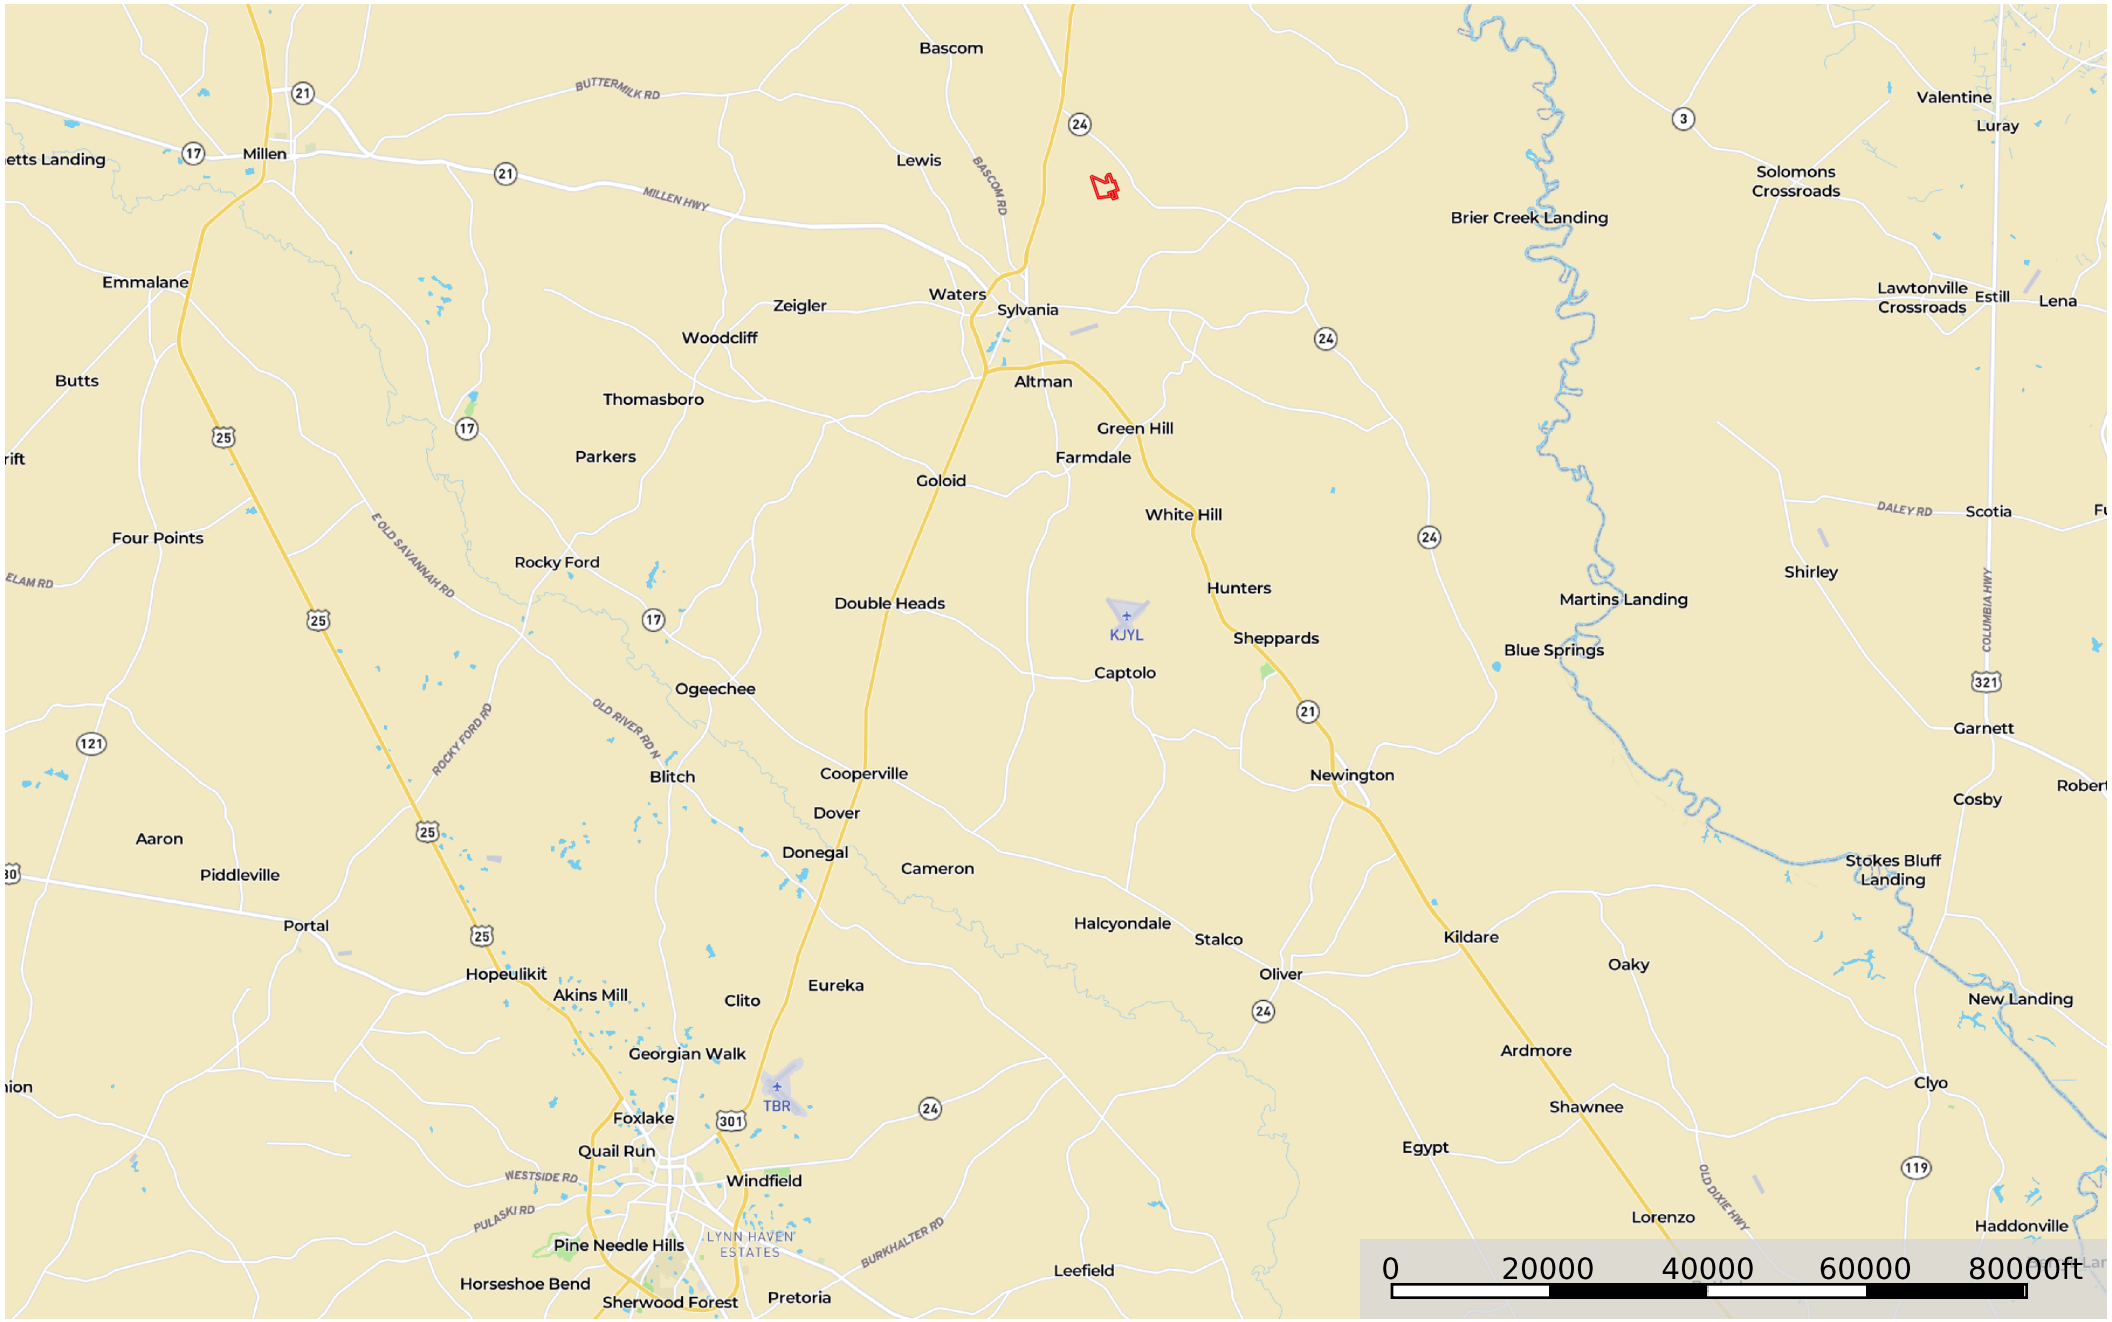 Bascom
21
BUTTERMILK RD
Valentine
3
24
Luray
17
Millen
etts Landing
Lewis
21
BASCOM RD
Solomons
Crossroads
MILLEN HWY
Brier Creek Landing
Emmalane
Waters
Zeigler
Sylvania
Lawtonville
Crossroads
Estill
Lena
Woodcliff
24
Butts
Altman
Thomasboro
17
25
Green Hill
rift
Parkers
Farmdale
Goloid
DALEY RD
Scotia
Fu
White Hill
E OLD SAVANNAH RD
Four Points
24
Rocky Ford
ELAM RD
Shirley
Hunters
COLUMBIA HWY
Double Heads
Martins Landing
25
17
KJYL
Sheppards
Blue Springs
Captolo
321
Ogeechee
21
OLD RIVER RD N
ROCKY FORD RD
Garnett
121
Blitch
Cooperville
Newington
Robert
Cosby
Dover
25
Aaron
Donegal
Stokes Bluff
Landing
Cameron
30
Piddleville
Portal
Halcyondale
25
Stalco
Kildare
Oaky
Hopeulikit
Oliver
Akins Mill
Clito
Eureka
New Landing
24
Georgian Walk
Ardmore
nion
Clyo
TBR
24
Shawnee
Foxlake
301
Quail Run
Egypt
WESTSIDE RD
Windfield
119
OLD DIXIE HWY
PULASKI RD
Lorenzo
Haddonville
BURKHALTER RD
LYNN HAVEN
ESTATES
Pine Needle Hills
Leefield
Horseshoe Bend
Sherwood Forest
Pretoria
0 20000 40000 60000 80000ft